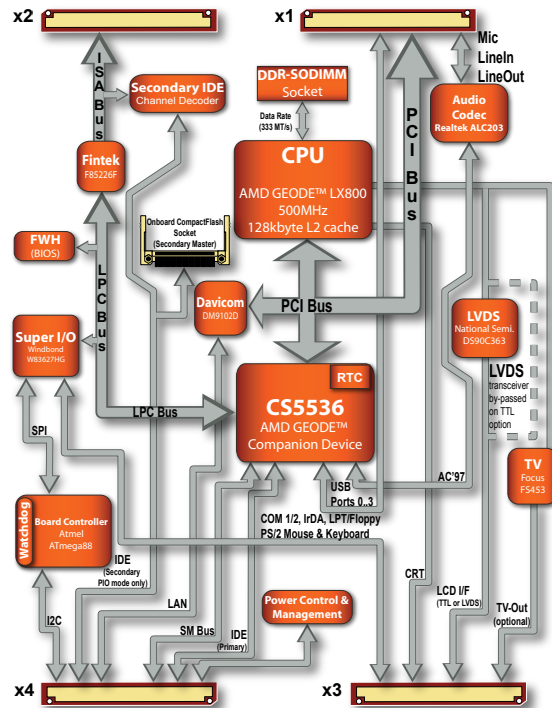 x2
x1
Mic
LineIn
LineOut
ISA Bus
Secondary IDE
Channel Decoder
DDR-SODIMM
Socket
Data Rate
(333 MT/s)
Audio
Codec
Realtek ALC203
PCI Bus
Fintek
F85226F
CPU
AMD GEODE™ LX800
500MHz
128kbyte L2 cache
Onboard CompactFlash
Socket
(Secondary Master)
FWH
(BIOS)
LPC Bus
Davicom
DM9102D
PCI Bus
LVDS
National Semi.
DS90C363
Super I/O
Windbond
W83627HG
LVDS
transceiver
by-passed
on TTL
option
RTC
CS5536
AMD GEODE™
Companion Device
LPC Bus
SPI
TV
Focus
FS453
AC'97
USB
Ports 0..3
Watchdog
Board Controller
Atmel
ATmega88
COM 1/2, IrDA, LPT/Floppy
PS/2 Mouse & Keyboard
IDE
(Secondary
PIO mode only)
I2C
LAN
SM Bus
IDE
(Primary)
Power Control &
Management
CRT
LCD I/F
(TTL or LVDS)
TV-Out
(optional)
x4
x3